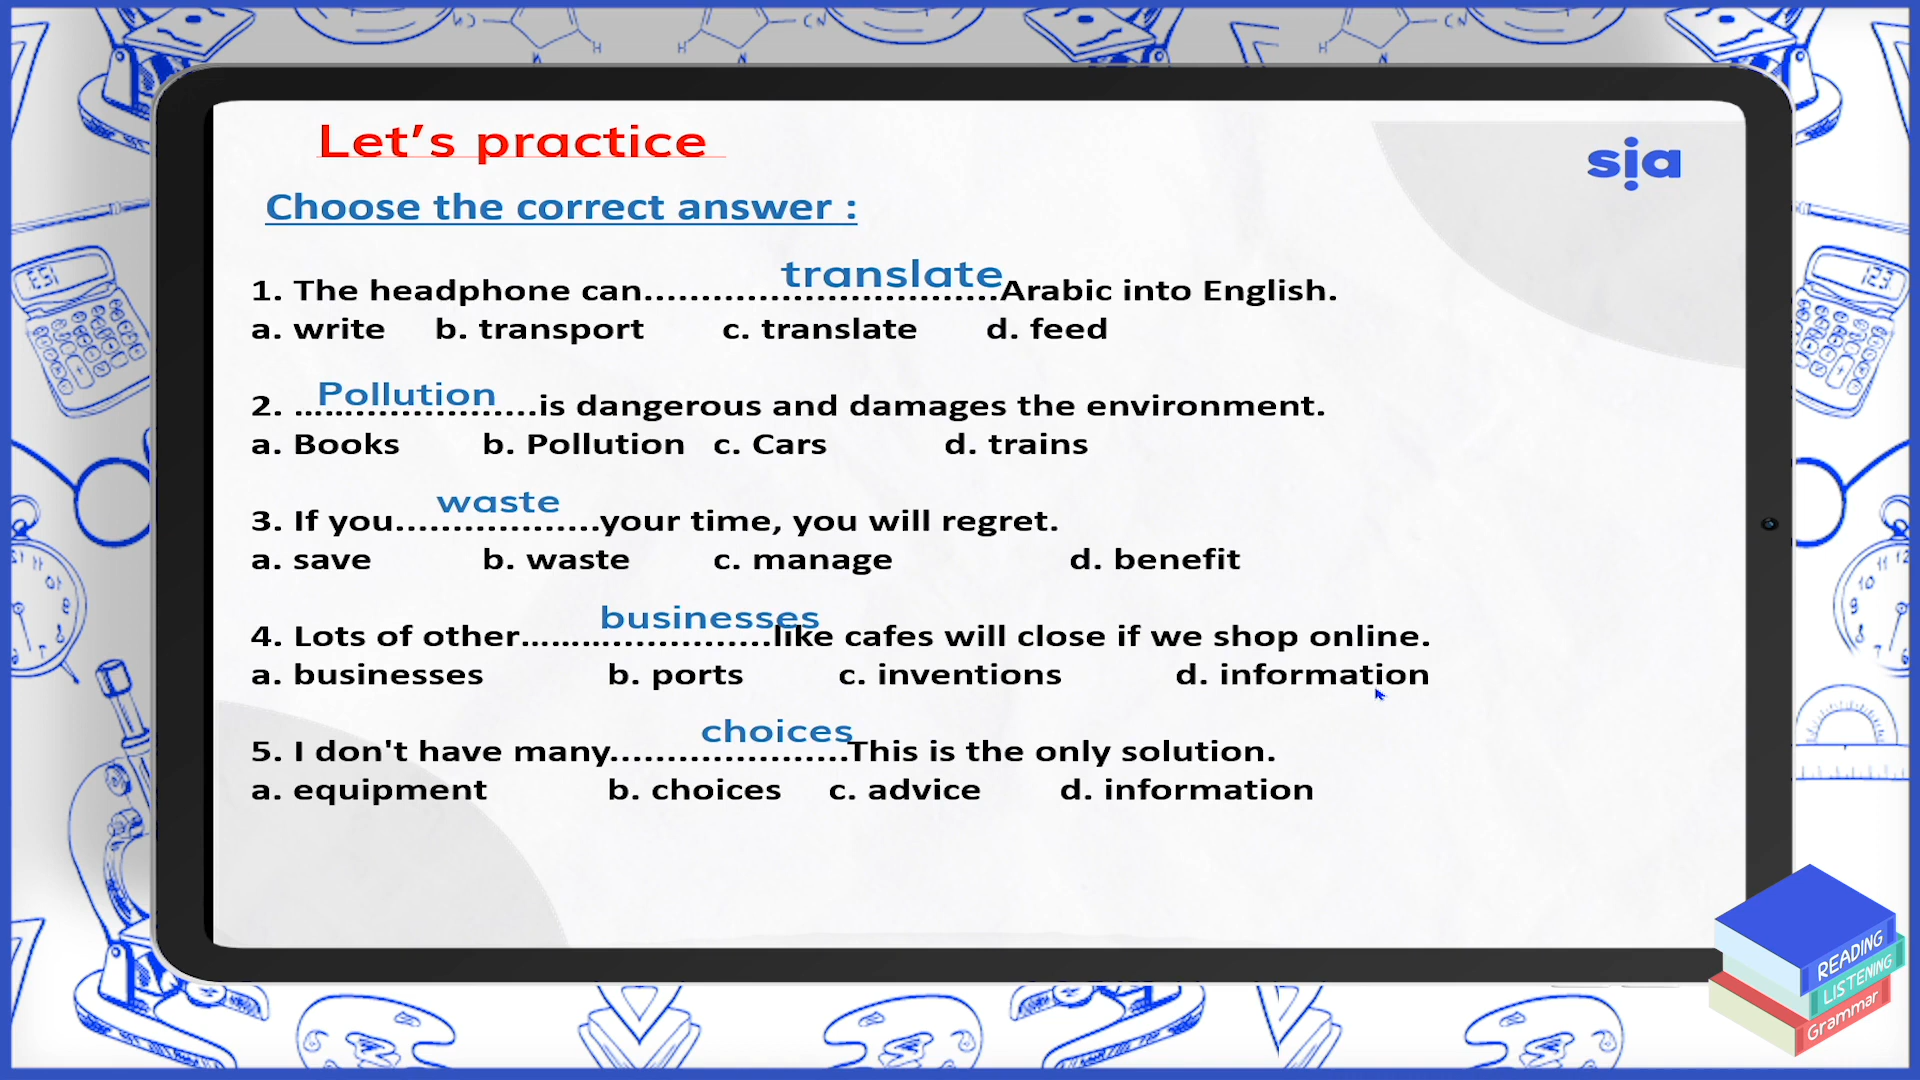 Let’s practice
sia
Choose the correct answer :
translate
1. The headphone can...............................Arabic into English.
a. write b. transport c. translate d. feed
Pollution
2. ........................is dangerous and damages the environment.
a. Books b. Pollution c. Cars d. trains
waste
3. If you..................your time, you will regret.
a. save b. waste c. manage d. benefit
businesses
4. Lots of other........................like cafes will close if we shop online.
a. businesses b. ports c. inventions d. information
choices
5. I don't have many.....................This is the only solution.
a. equipment b. choices c. advice d. information
READING
LISTENING
Grammar